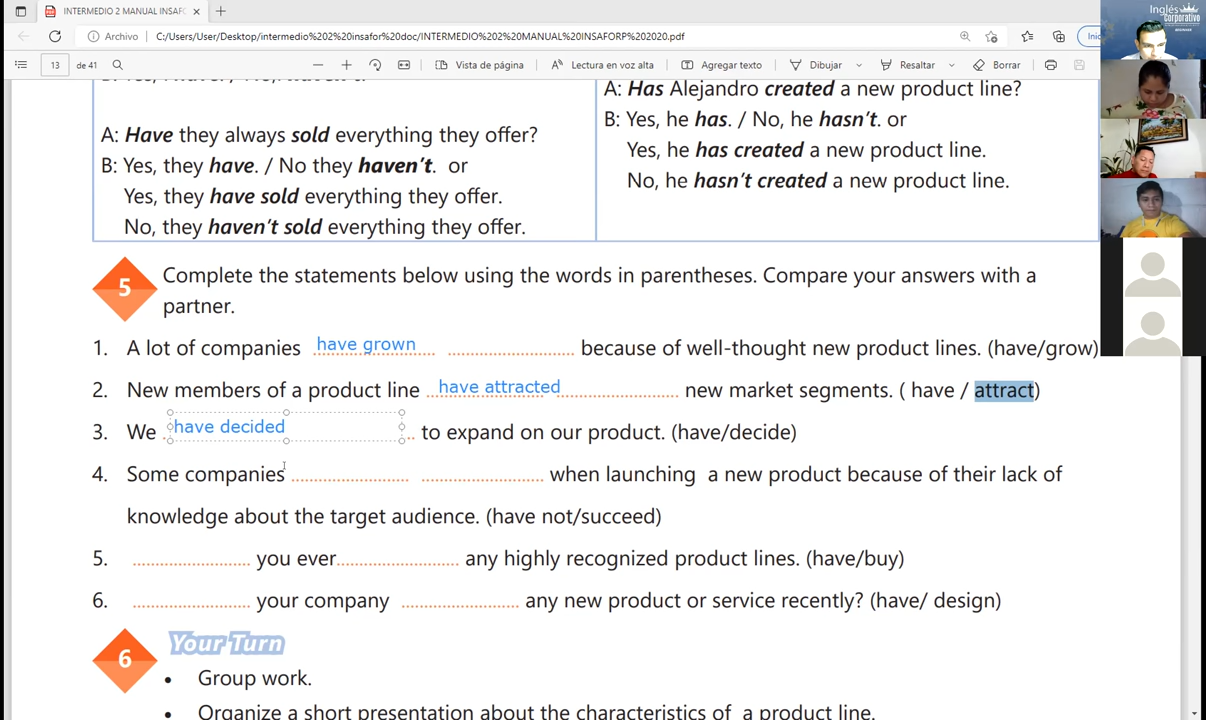 INTERMEDIO 2 MANUAL INSAFO
Archivo C:/Users/User/Desktop/intermedio%202%20insafor%20doc/INTERMEDIO%202%20MANUAL%20INSAFORP%202020.pdf
Inic
13 de 41 Vista de página Lectura en voz alta Agregar texto Dibujar Resaltar Borrar
Inglés
Corporativo
A: Have they always sold everything they offer?
B: Yes, they have. / No they haven't. or
Yes, they have sold everything they offer.
No, they haven't sold everything they offer.
A: Has Alejandro created a new product line?
B: Yes, he has. / No, he hasn't. or
Yes, he has created a new product line.
No, he hasn't created a new product line.
5 Complete the statements below using the words in parentheses. Compare your answers with a
partner.
1. A lot of companies have grown because of well-thought new product lines. (have/grow)
2. New members of a product line have attracted new market segments. ( have / attract)
3. We have decided to expand on our product. (have/decide)
4. Some companies when launching a new product because of their lack of
knowledge about the target audience. (have not/succeed)
5. you ever any highly recognized product lines. (have/buy)
6. your company any new product or service recently? (have/ design)
6 Your Turn
• Group work.
• Organize a short presentation about the characteristics of a product line.